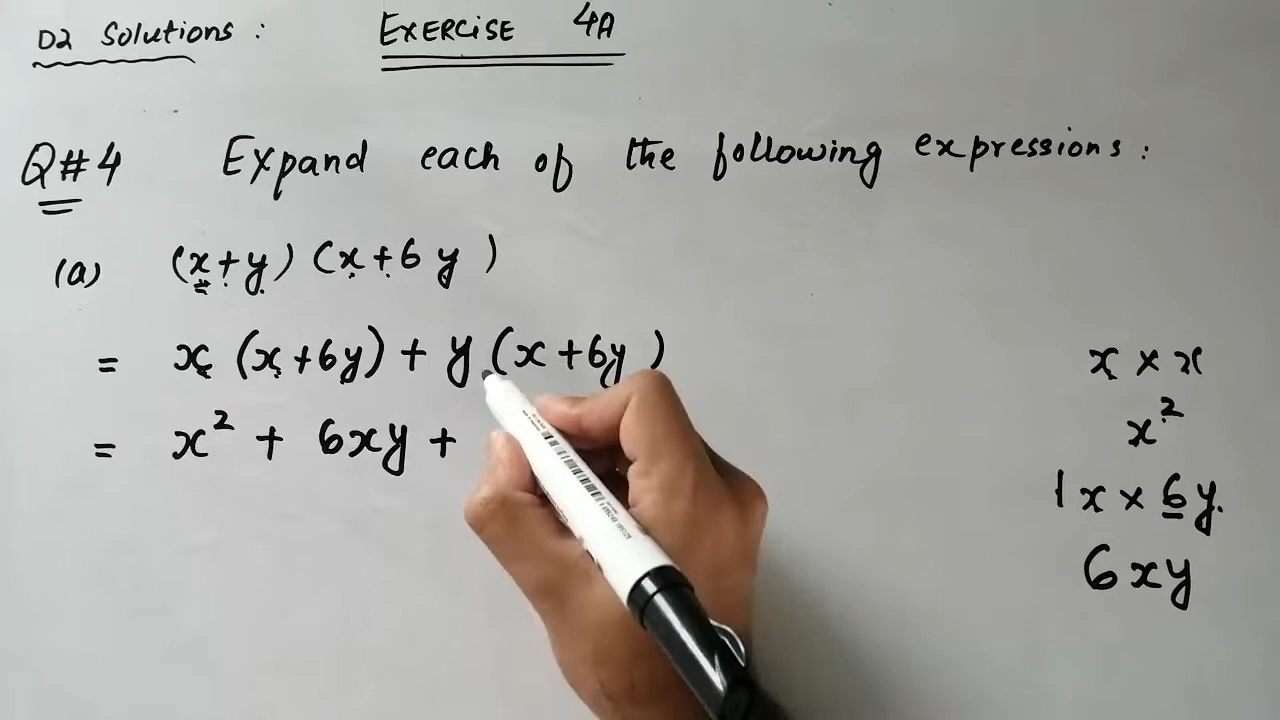 D2 Solutions : EXERCISE 4A
Q#4 Expand each of the following expressions:
(a) (x+y) (x+6y)
= x (x+6y) + y (x+6y)
= x² + 6xy +
x × x
x²
1x × 6y.
6xy